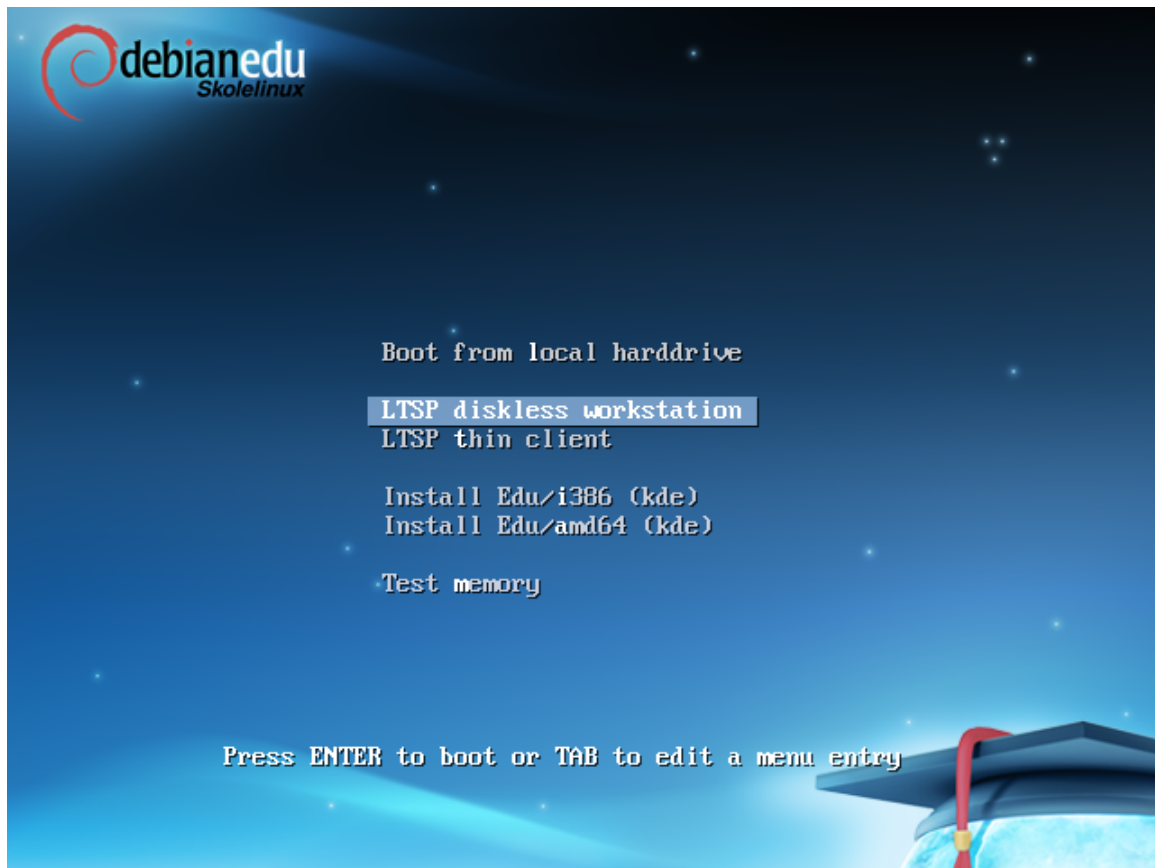 debianedu
Skolelinux
Boot from local harddrive
LTSP diskless workstation
LTSP thin client
Install Edu/i386 (kde)
Install Edu/amd64 (kde)
Test memory
Press ENTER to boot or TAB to edit a menu entry